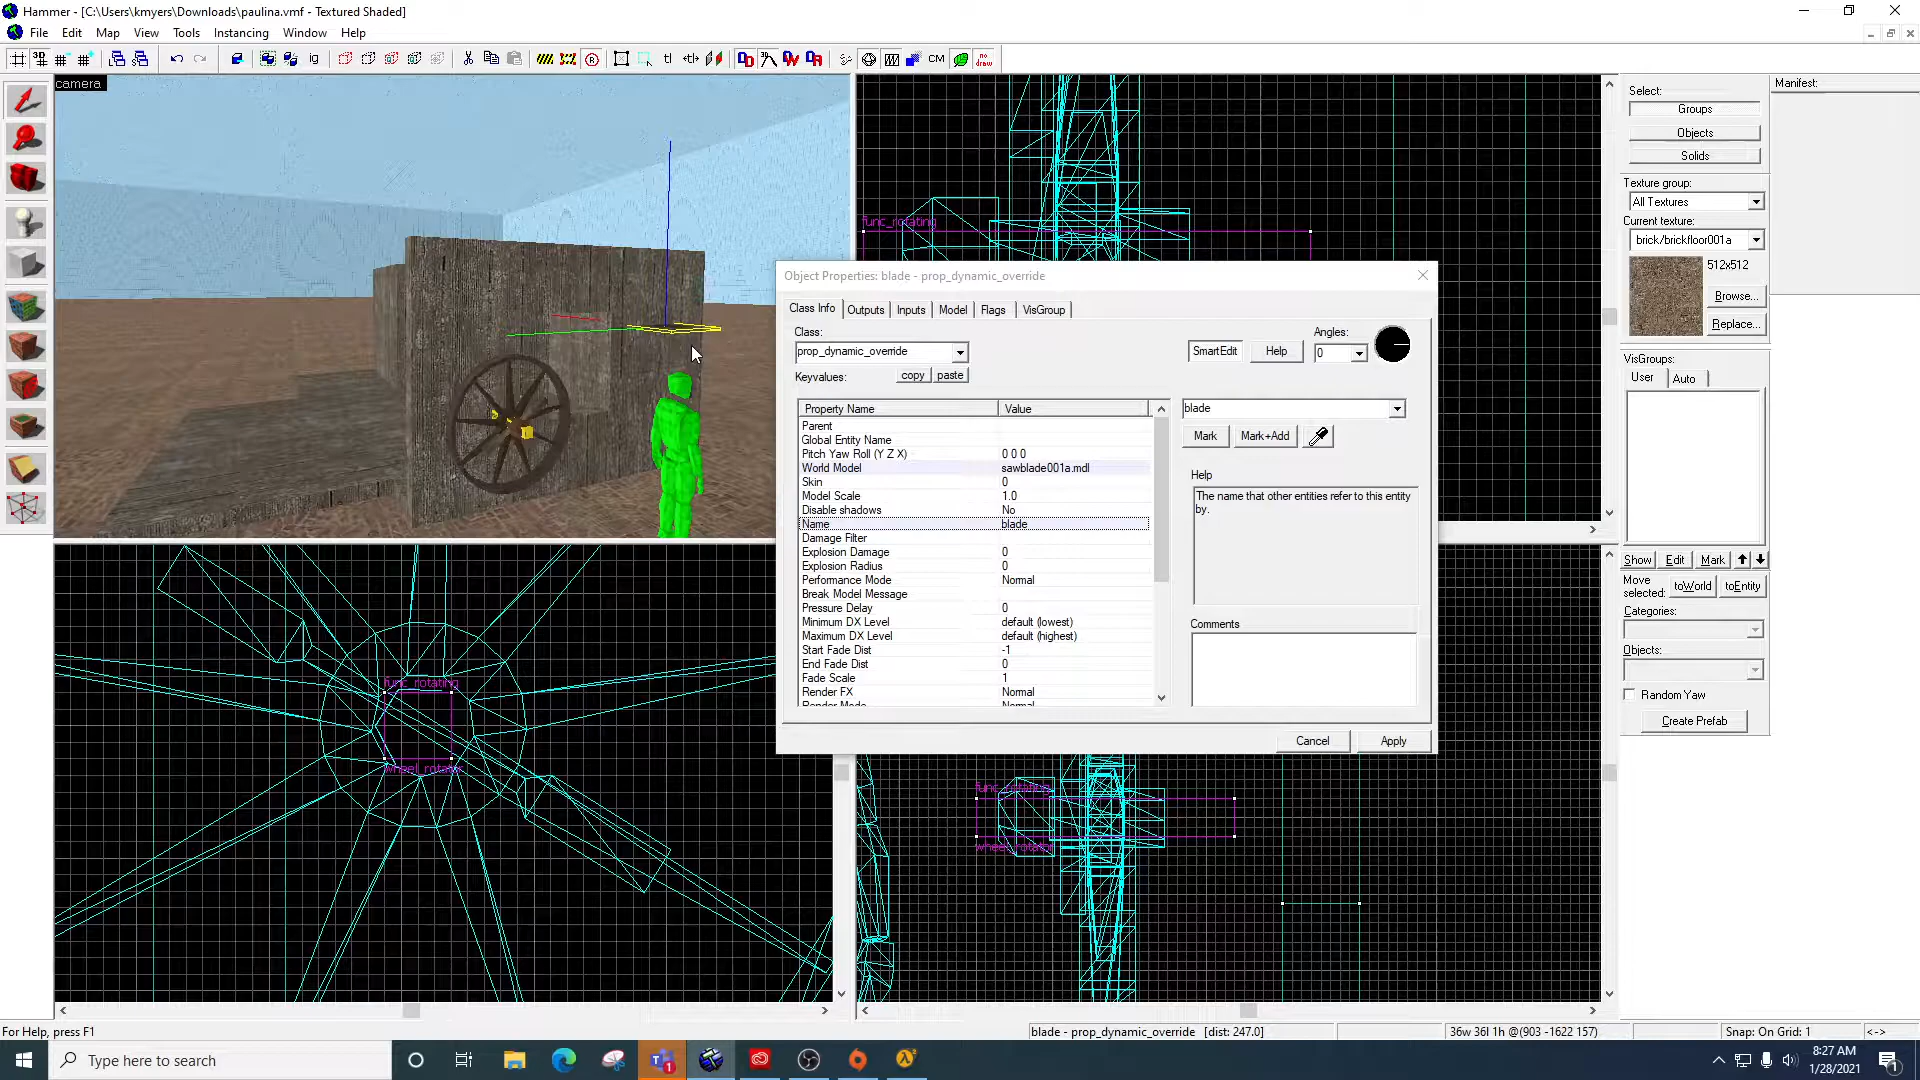 Hammer - [C:\Users\kmyers\Downloads\paulina.vmf - Textured Shaded]
File Edit Map View Tools Instancing Window Help
camera
Select:
Groups
Objects
Solids
Texture group:
All Textures
Current texture:
brick/brickfloor001a
512x512
Browse...
Replace...
VisGroups:
User Auto
Show Edit Mark
Move selected: toWorld toEntity
Categories:
Objects:
Random Yaw
Create Prefab
Manifest:
func_rotating
Object Properties: blade - prop_dynamic_override
Class Info Outputs Inputs Model Flags VisGroup
Class:
prop_dynamic_override
Keyvalues: copy paste
SmartEdit Help
Angles:
0
Property Name Value
Parent
Global Entity Name
Pitch Yaw Roll (Y Z X) 0 0 0
World Model sawblade001a.mdl
Skin 0
Model Scale 1.0
Disable shadows No
Name blade
Damage Filter
Explosion Damage 0
Explosion Radius 0
Performance Mode Normal
Break Model Message
Pressure Delay 0
Minimum DX Level default (lowest)
Maximum DX Level default (highest)
Start Fade Dist -1
End Fade Dist 0
Fade Scale 1
Render FX Normal
Render Mode Normal
blade
Mark Mark+Add
Help
The name that other entities refer to this entity
by.
Comments
Cancel Apply
func_rotating
wheel_rotator
func_rotating
wheel_rotator
For Help, press F1
blade - prop_dynamic_override [dist: 247.0]
36w 36l 1h @(903 -1622 157)
Snap: On Grid: 1
<->
Type here to search
8:27 AM
1/28/2021